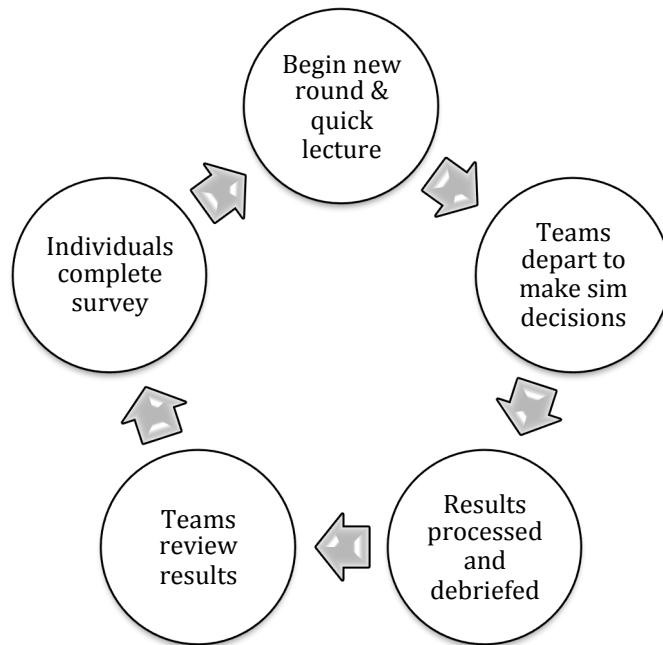 Begin new
round &
quick
lecture
Teams
depart to
make sim
decisions
Results
processed
and
debriefed
Teams
review
results
Individuals
complete
survey